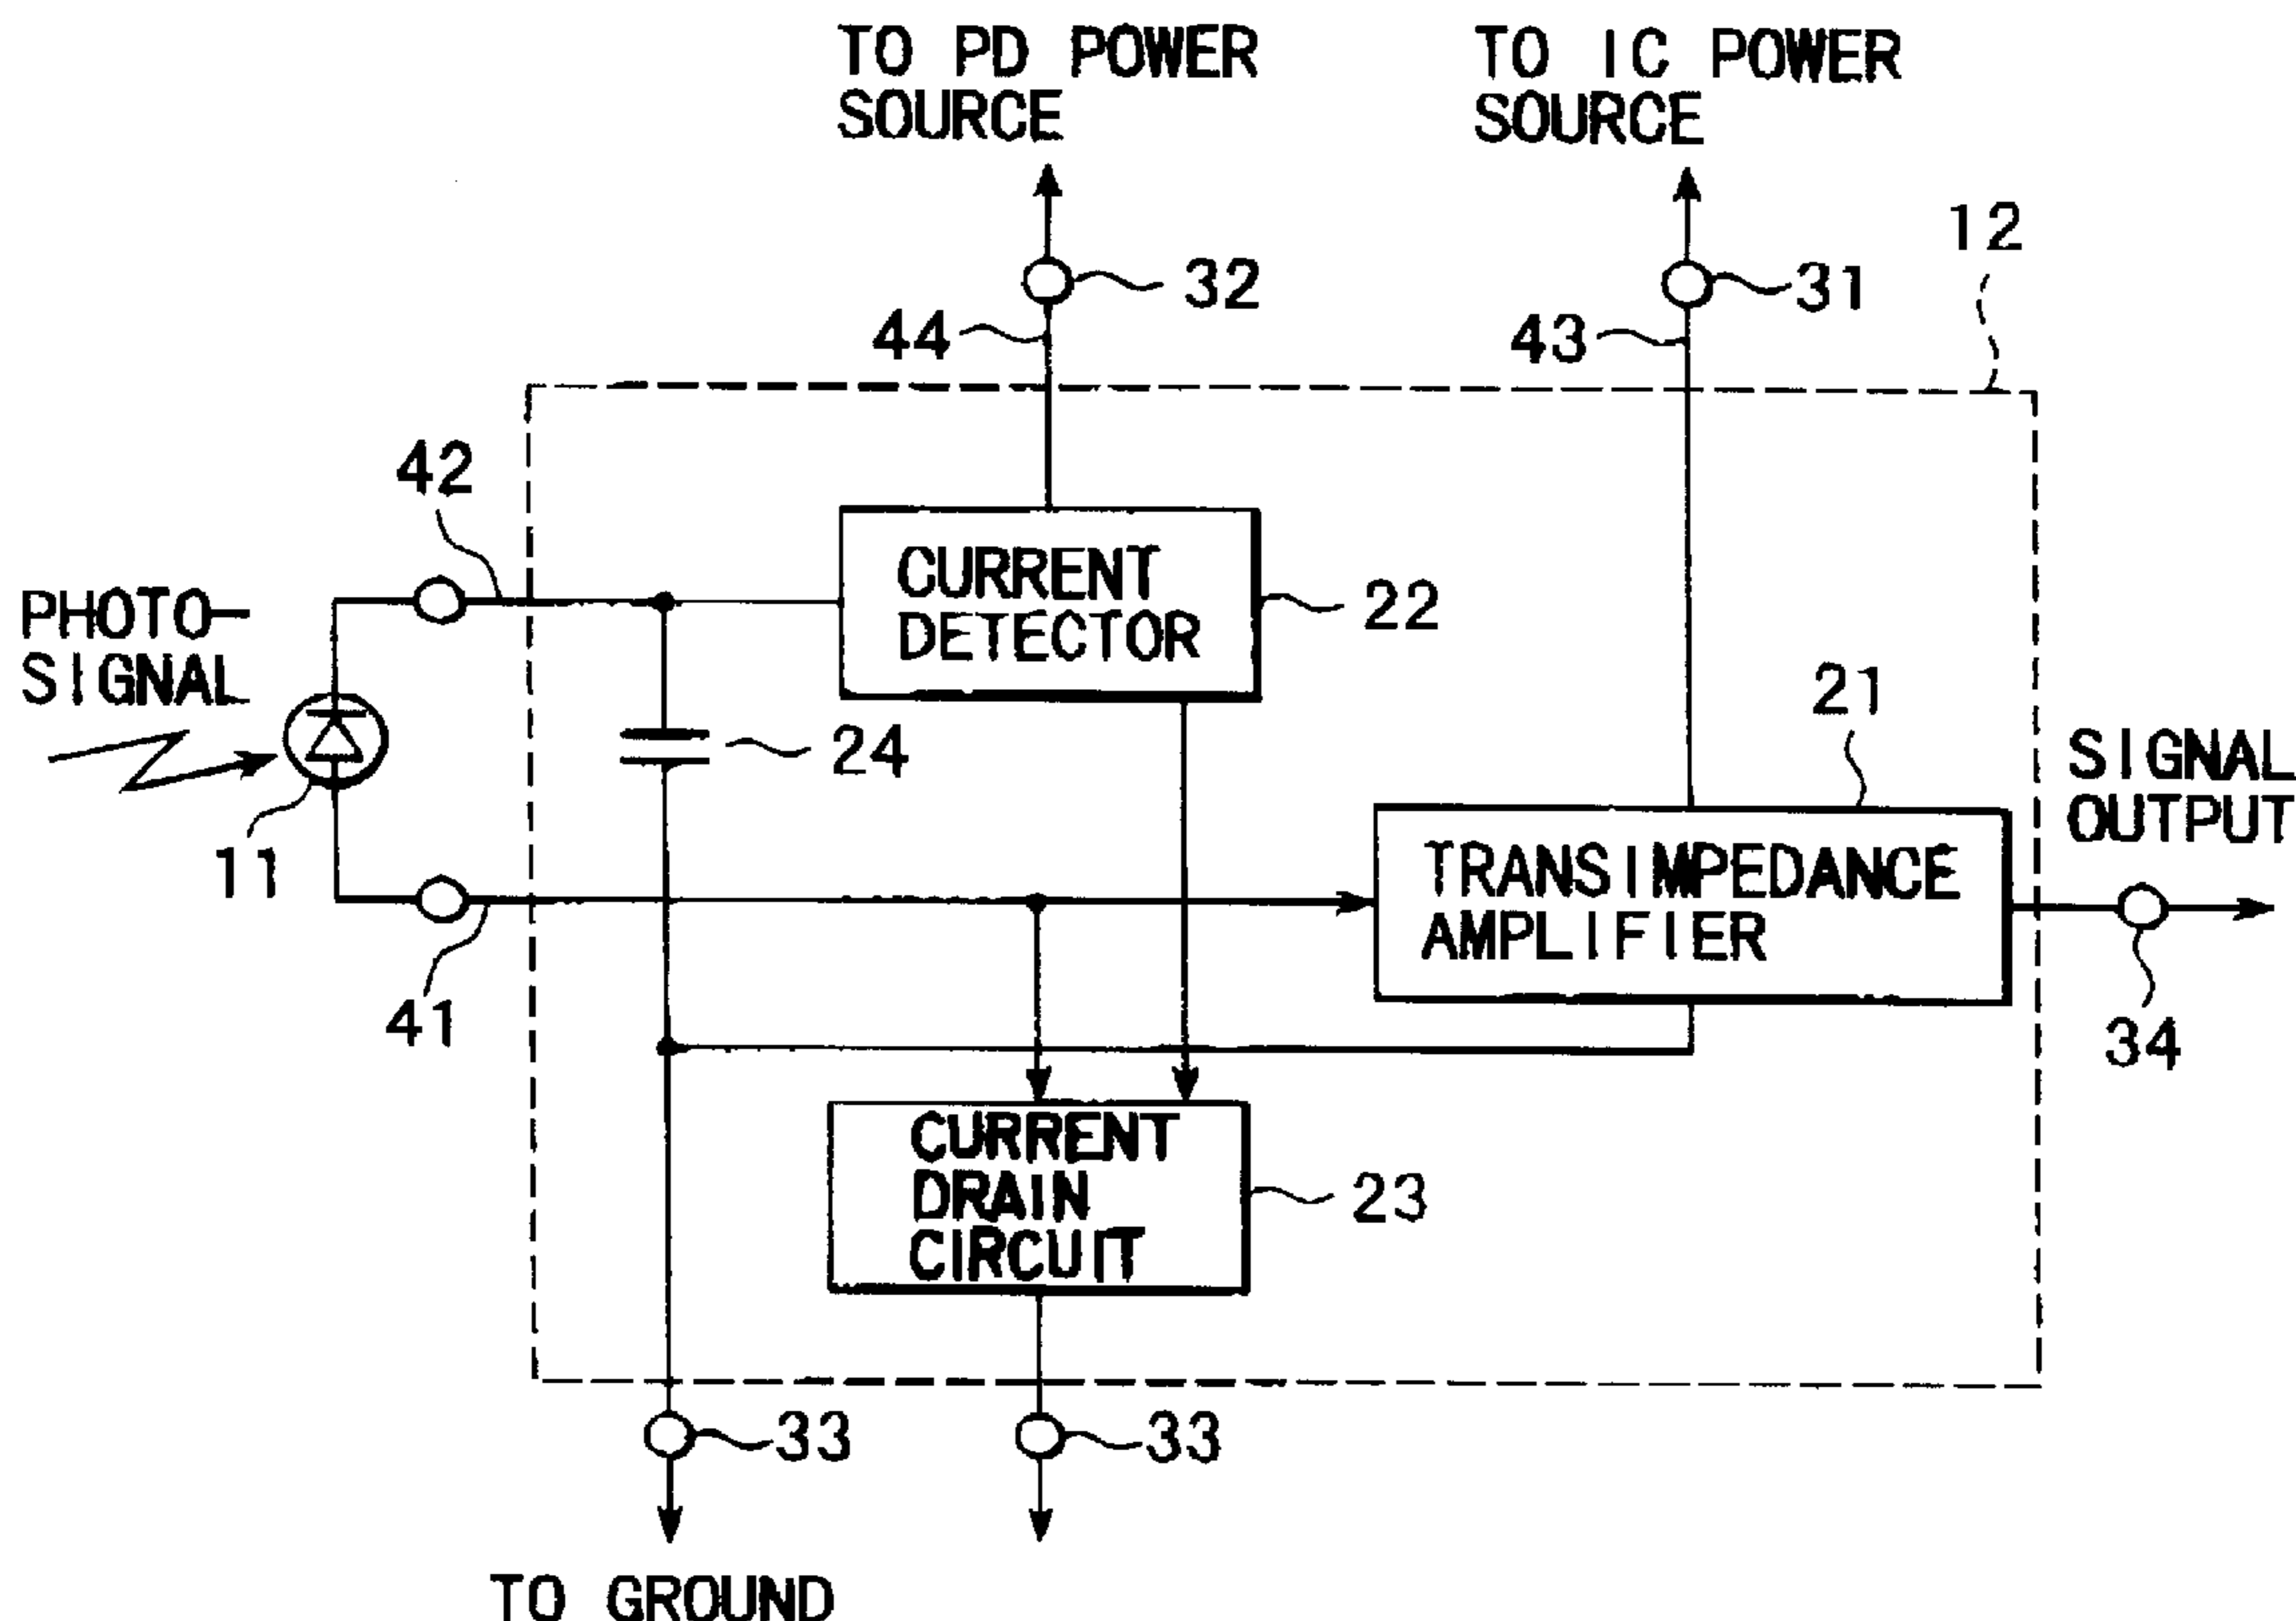 TO PD POWER
SOURCE
TO IC POWER
SOURCE
12
32
31
44
43
42
CURRENT
DETECTOR
22
PHOTO-
SIGNAL
21
24
SIGNAL
OUTPUT
11
TRANSIMPEDANCE
AMPLIFIER
41
34
CURRENT
DRAIN
CIRCUIT
23
33
33
TO GROUND